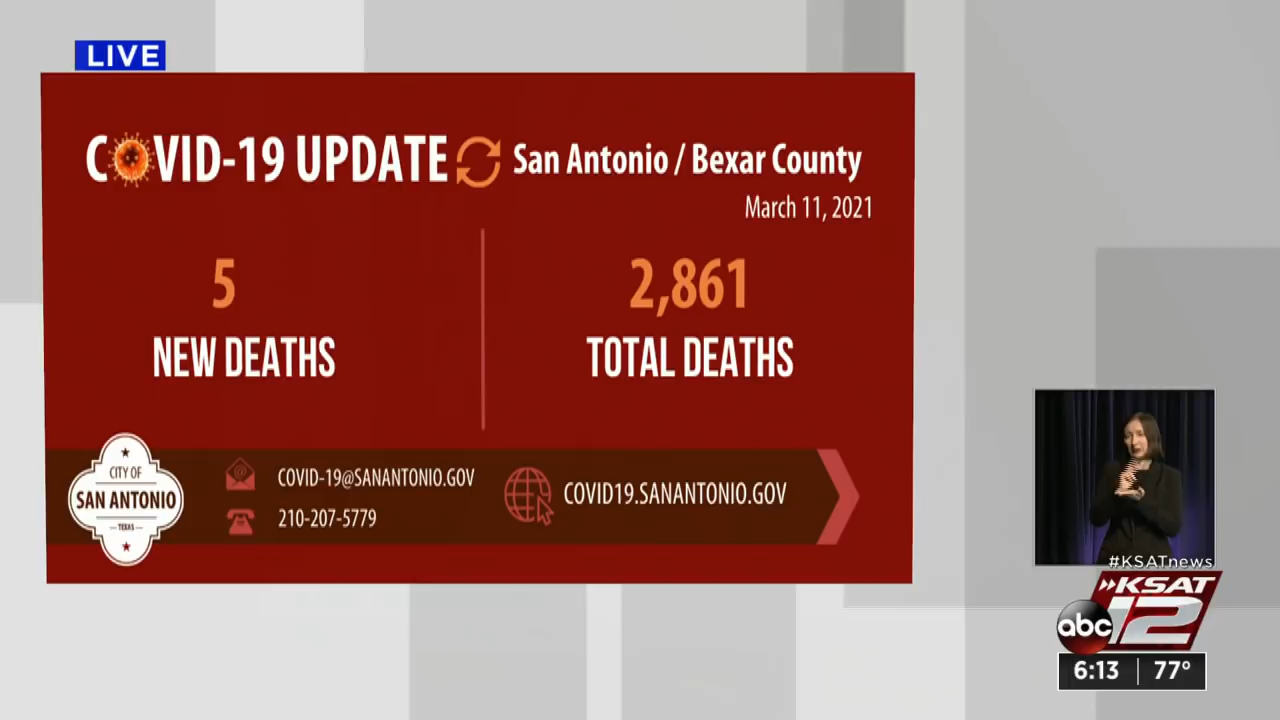 LIVE
COVID-19 UPDATE
San Antonio / Bexar County
March 11, 2021
5
NEW DEATHS
2,861
TOTAL DEATHS
CITY OF
SAN ANTONIO
TEXAS
COVID-19@SANANTONIO.GOV
210-207-5779
COVID19.SANANTONIO.GOV
#KSATnews
KSAT
abc 12
6:13 77°